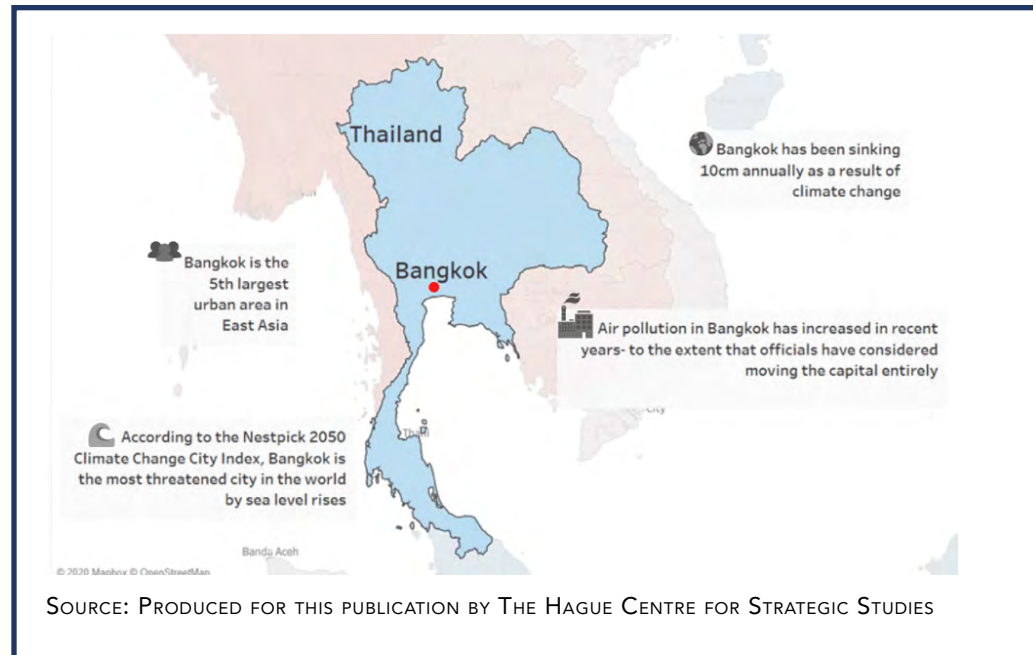 Thailand
Bangkok has been sinking
10cm annually as a result of
climate change
Bangkok is the
5th largest
urban area in
East Asia
Bangkok
Air pollution in Bangkok has increased in recent
years- to the extent that officials have considered
moving the capital entirely
City
According to the Nestpick 2050
Climate Change City Index, Bangkok is
the most threatened city in the world
by sea level rises
Banda Aceh
© 2020 Mapbox © OpenStreetMap
Source: Produced for this publication by The Hague Centre for Strategic Studies